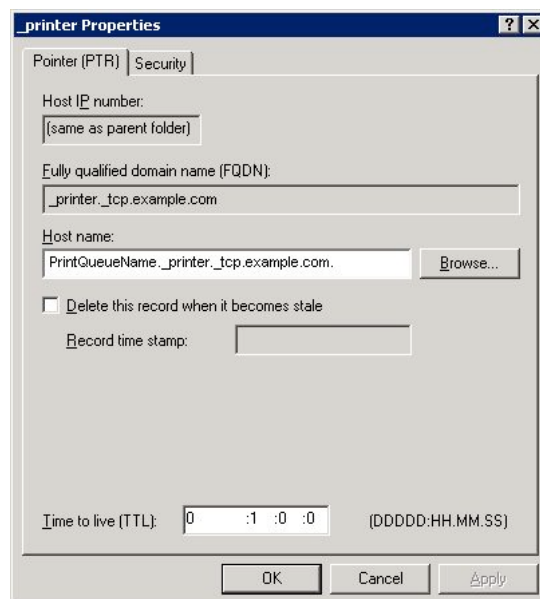 _printer Properties
Pointer (PTR) Security
Host IP number:
(same as parent folder)
Fully qualified domain name (FQDN):
_printer._tcp.example.com
Host name:
PrintQueueName._printer._tcp.example.com.
Browse...
Delete this record when it becomes stale
Record time stamp:
Time to live (TTL): 0 :1 :0 :0 (DDDDD:HH.MM.SS)
OK Cancel Apply